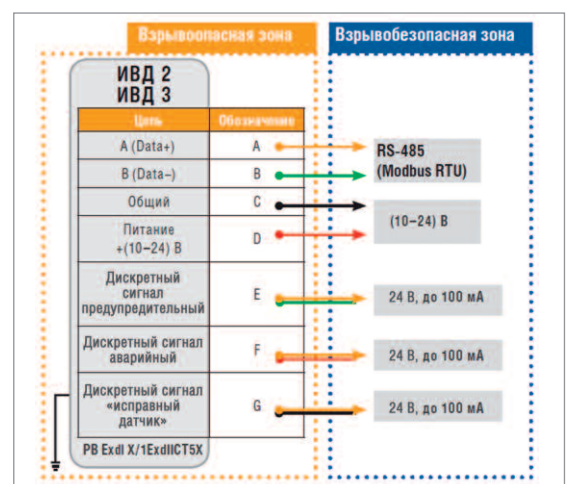 Взрывоопасная зона
Взрывобезопасная зона
ИВД 2
ИВД 3
Цепь Обозначение
A (Data+) A
RS-485
(Modbus RTU)
B (Data–) B
Общий C
(10–24) В
Питание
+(10–24) В
D
Дискретный
сигнал
предупредительный
E
24 В, до 100 мА
Дискретный сигнал
аварийный
F
24 В, до 100 мА
Дискретный сигнал
«исправный
датчик»
G
24 В, до 100 мА
PB ExdI X/1ExdIICT5X